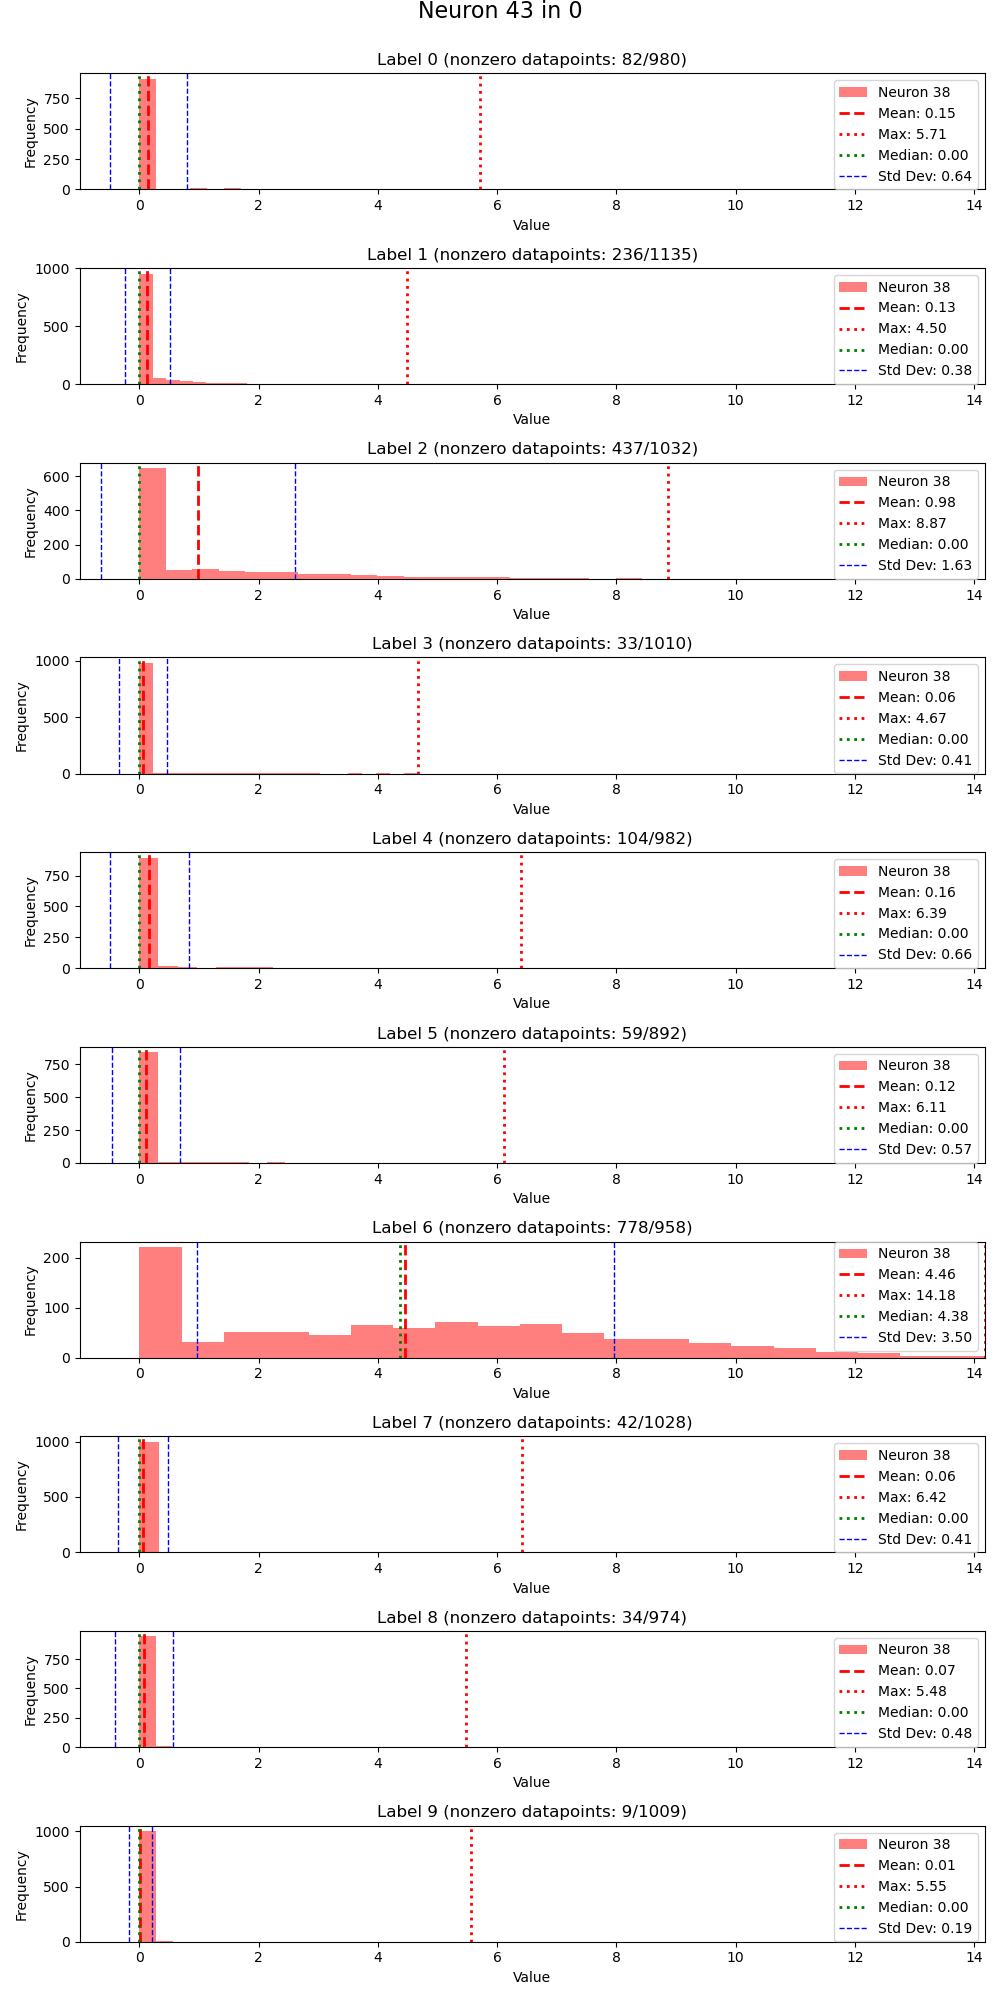 Neuron 43 in 0
Label 0 (nonzero datapoints: 82/980)
Frequency
750
500
250
0
Neuron 38
Mean: 0.15
Max: 5.71
Median: 0.00
Std Dev: 0.64
0 2 4 6 8 10 12 14
Value
Label 1 (nonzero datapoints: 236/1135)
Frequency
1000
500
0
Neuron 38
Mean: 0.13
Max: 4.50
Median: 0.00
Std Dev: 0.38
0 2 4 6 8 10 12 14
Value
Label 2 (nonzero datapoints: 437/1032)
Frequency
600
400
200
0
Neuron 38
Mean: 0.98
Max: 8.87
Median: 0.00
Std Dev: 1.63
0 2 4 6 8 10 12 14
Value
Label 3 (nonzero datapoints: 33/1010)
Frequency
1000
500
0
Neuron 38
Mean: 0.06
Max: 4.67
Median: 0.00
Std Dev: 0.41
0 2 4 6 8 10 12 14
Value
Label 4 (nonzero datapoints: 104/982)
Frequency
750
500
250
0
Neuron 38
Mean: 0.16
Max: 6.39
Median: 0.00
Std Dev: 0.66
0 2 4 6 8 10 12 14
Value
Label 5 (nonzero datapoints: 59/892)
Frequency
750
500
250
0
Neuron 38
Mean: 0.12
Max: 6.11
Median: 0.00
Std Dev: 0.57
0 2 4 6 8 10 12 14
Value
Label 6 (nonzero datapoints: 778/958)
Frequency
200
100
0
Neuron 38
Mean: 4.46
Max: 14.18
Median: 4.38
Std Dev: 3.50
0 2 4 6 8 10 12 14
Value
Label 7 (nonzero datapoints: 42/1028)
Frequency
1000
500
0
Neuron 38
Mean: 0.06
Max: 6.42
Median: 0.00
Std Dev: 0.41
0 2 4 6 8 10 12 14
Value
Label 8 (nonzero datapoints: 34/974)
Frequency
750
500
250
0
Neuron 38
Mean: 0.07
Max: 5.48
Median: 0.00
Std Dev: 0.48
0 2 4 6 8 10 12 14
Value
Label 9 (nonzero datapoints: 9/1009)
Frequency
1000
500
0
Neuron 38
Mean: 0.01
Max: 5.55
Median: 0.00
Std Dev: 0.19
0 2 4 6 8 10 12 14
Value